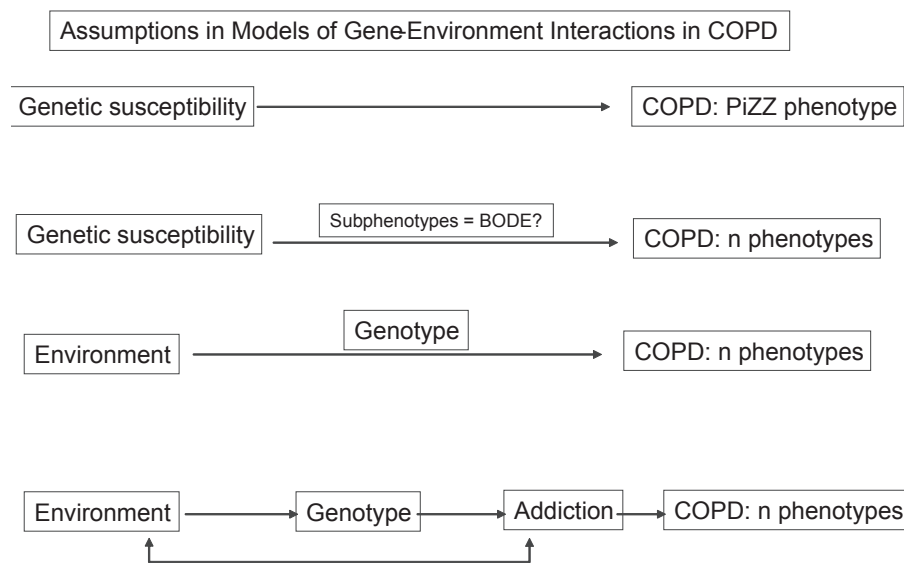 Assumptions in Models of Gene-Environment Interactions in COPD
Genetic susceptibility
COPD: PiZZ phenotype
Genetic susceptibility
Subphenotypes = BODE?
COPD: n phenotypes
Environment
Genotype
COPD: n phenotypes
Environment
Genotype
Addiction
COPD: n phenotypes